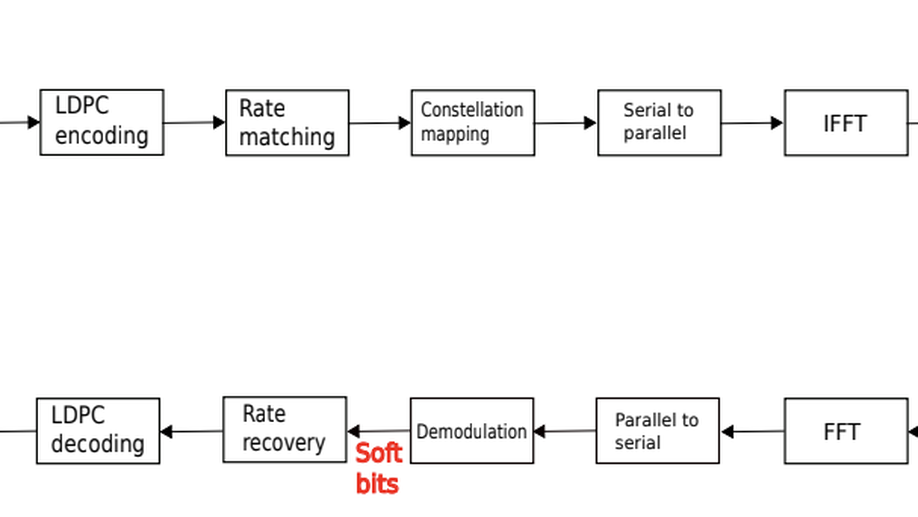 LDPC
encoding
Rate
matching
Constellation
mapping
Serial to
parallel
IFFT
LDPC
decoding
Rate
recovery
Soft
bits
Demodulation
Parallel to
serial
FFT